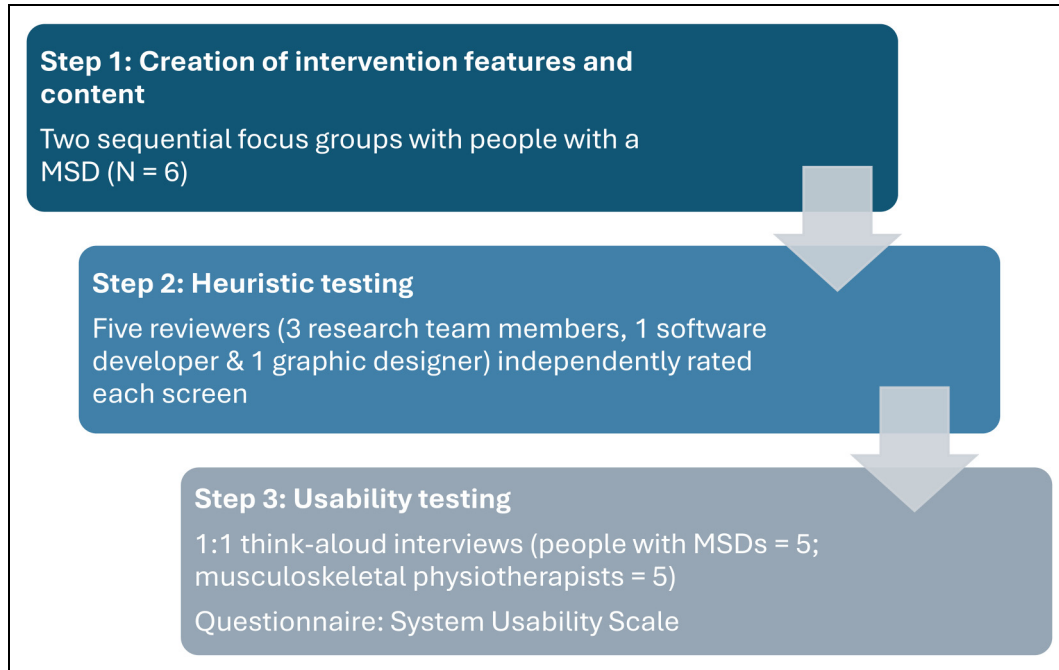 Step 1: Creation of intervention features and
content
Two sequential focus groups with people with a
MSD (N = 6)
Step 2: Heuristic testing
Five reviewers (3 research team members, 1 software
developer & 1 graphic designer) independently rated
each screen
Step 3: Usability testing
1:1 think-aloud interviews (people with MSDs = 5;
musculoskeletal physiotherapists = 5)
Questionnaire: System Usability Scale